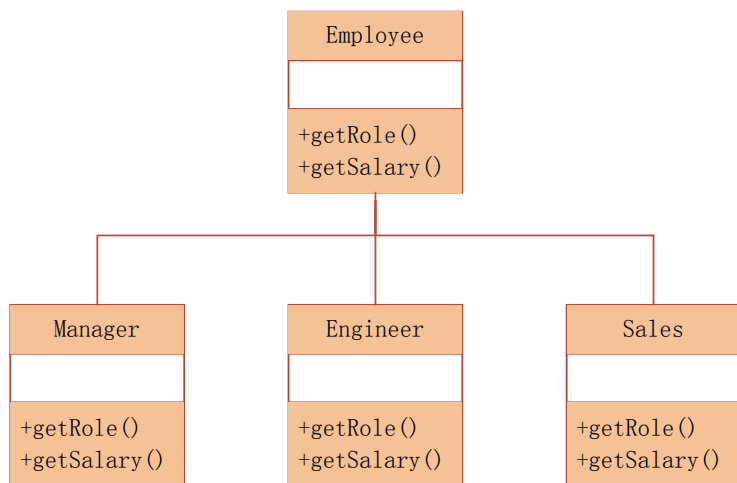 Employee
+getRole()
+getSalary()
Manager
+getRole()
+getSalary()
Engineer
+getRole()
+getSalary()
Sales
+getRole()
+getSalary()